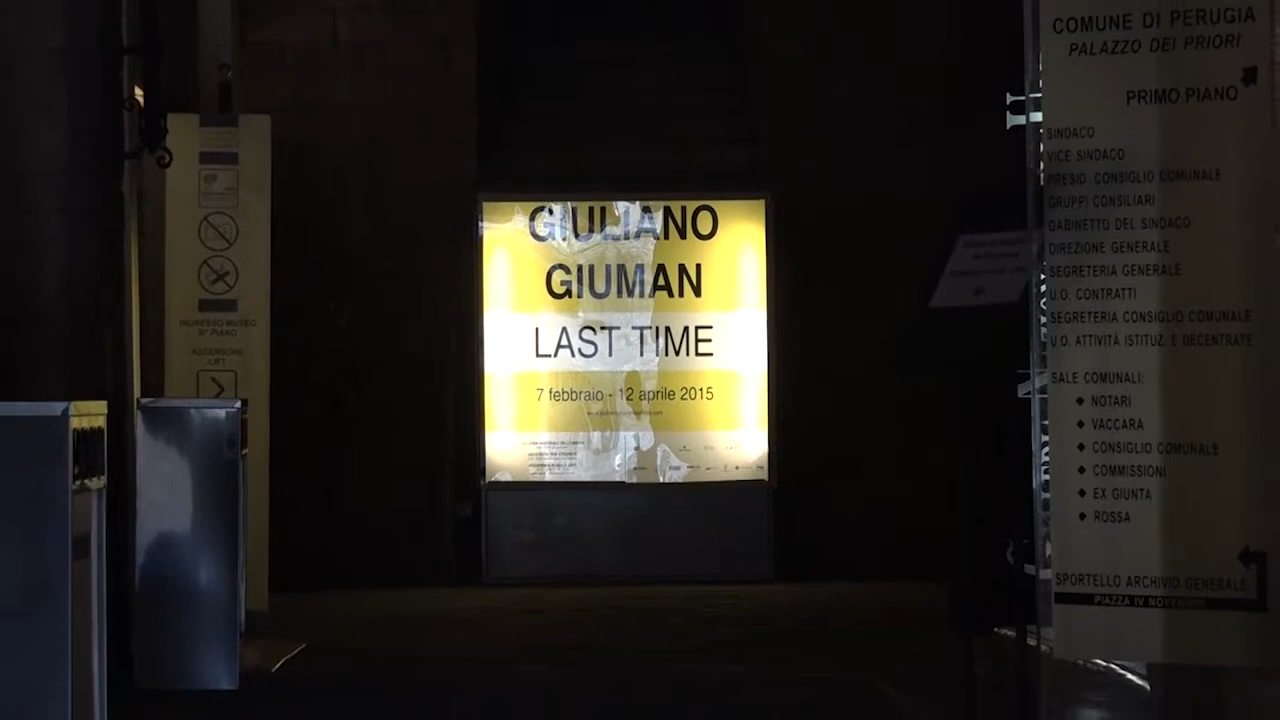 GIULIANO
GIUMAN
LAST TIME
7 febbraio - 12 aprile 2015
INGRESSO MUSEO
ASCENSORE
LIFT
COMUNE DI PERUGIA
PALAZZO DEI PRIORI
PRIMO PIANO
SINDACO
VICE SINDACO
PRESID. CONSIGLIO COMUNALE
GRUPPI CONSILIARI
GABINETTO DEL SINDACO
DIREZIONE GENERALE
SEGRETERIA GENERALE
U.O. CONTRATTI
SEGRETERIA CONSIGLIO COMUNALE
U.O. ATTIVITÀ ISTITUZ. E DECENTRATE
SALE COMUNALI:
NOTARI
VACCARA
CONSIGLIO COMUNALE
COMMISSIONI
EX GIUNTA
ROSSA
SPORTELLO ARCHIVIO GENERALE
PIAZZA IV NOVEMBRE